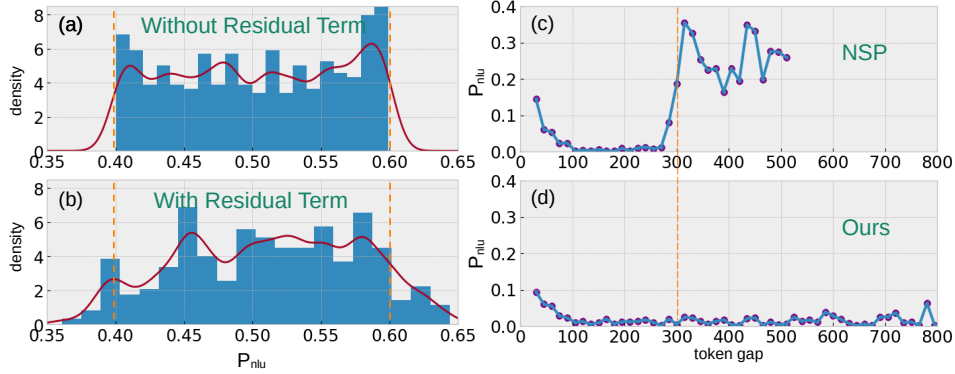 (a)
Without Residual Term
density
8
6
4
2
0
0.35 0.40 0.45 0.50 0.55 0.60 0.65
(b)
With Residual Term
density
8
6
4
2
0
0.35 0.40 0.45 0.50 0.55 0.60 0.65
Pnlu
(c)
NSP
Pnlu
0.4
0.3
0.2
0.1
0.0
0 100 200 300 400 500 600 700 800
(d)
Ours
Pnlu
0.4
0.3
0.2
0.1
0.0
0 100 200 300 400 500 600 700 800
token gap